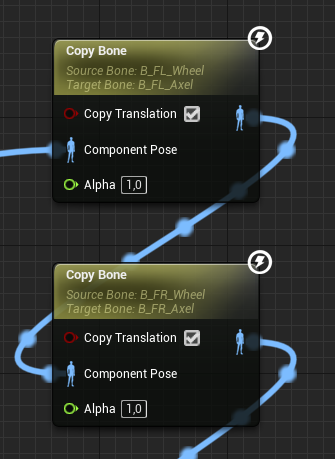 Copy Bone
Source Bone: B_FL_Wheel
Target Bone: B_FL_Axel
Copy Translation
Component Pose
Alpha 1,0
Copy Bone
Source Bone: B_FR_Wheel
Target Bone: B_FR_Axel
Copy Translation
Component Pose
Alpha 1,0